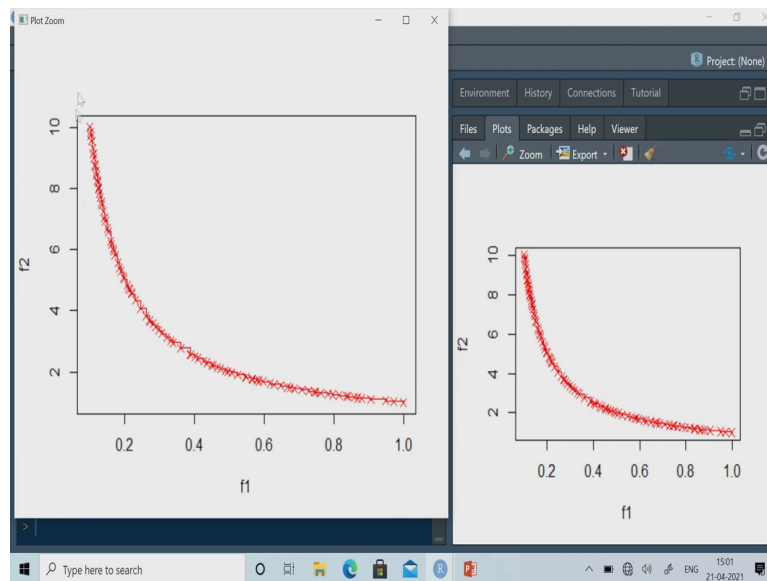 Plot Zoom
Project: (None)
Environment History Connections Tutorial
Files Plots Packages Help Viewer
Zoom Export
10
8
6
4
2
f2
0.2 0.4 0.6 0.8 1.0
f1
10
8
6
4
2
f2
0.2 0.4 0.6 0.8 1.0
f1
>
Type here to search
ENG
15:01
21-04-2021